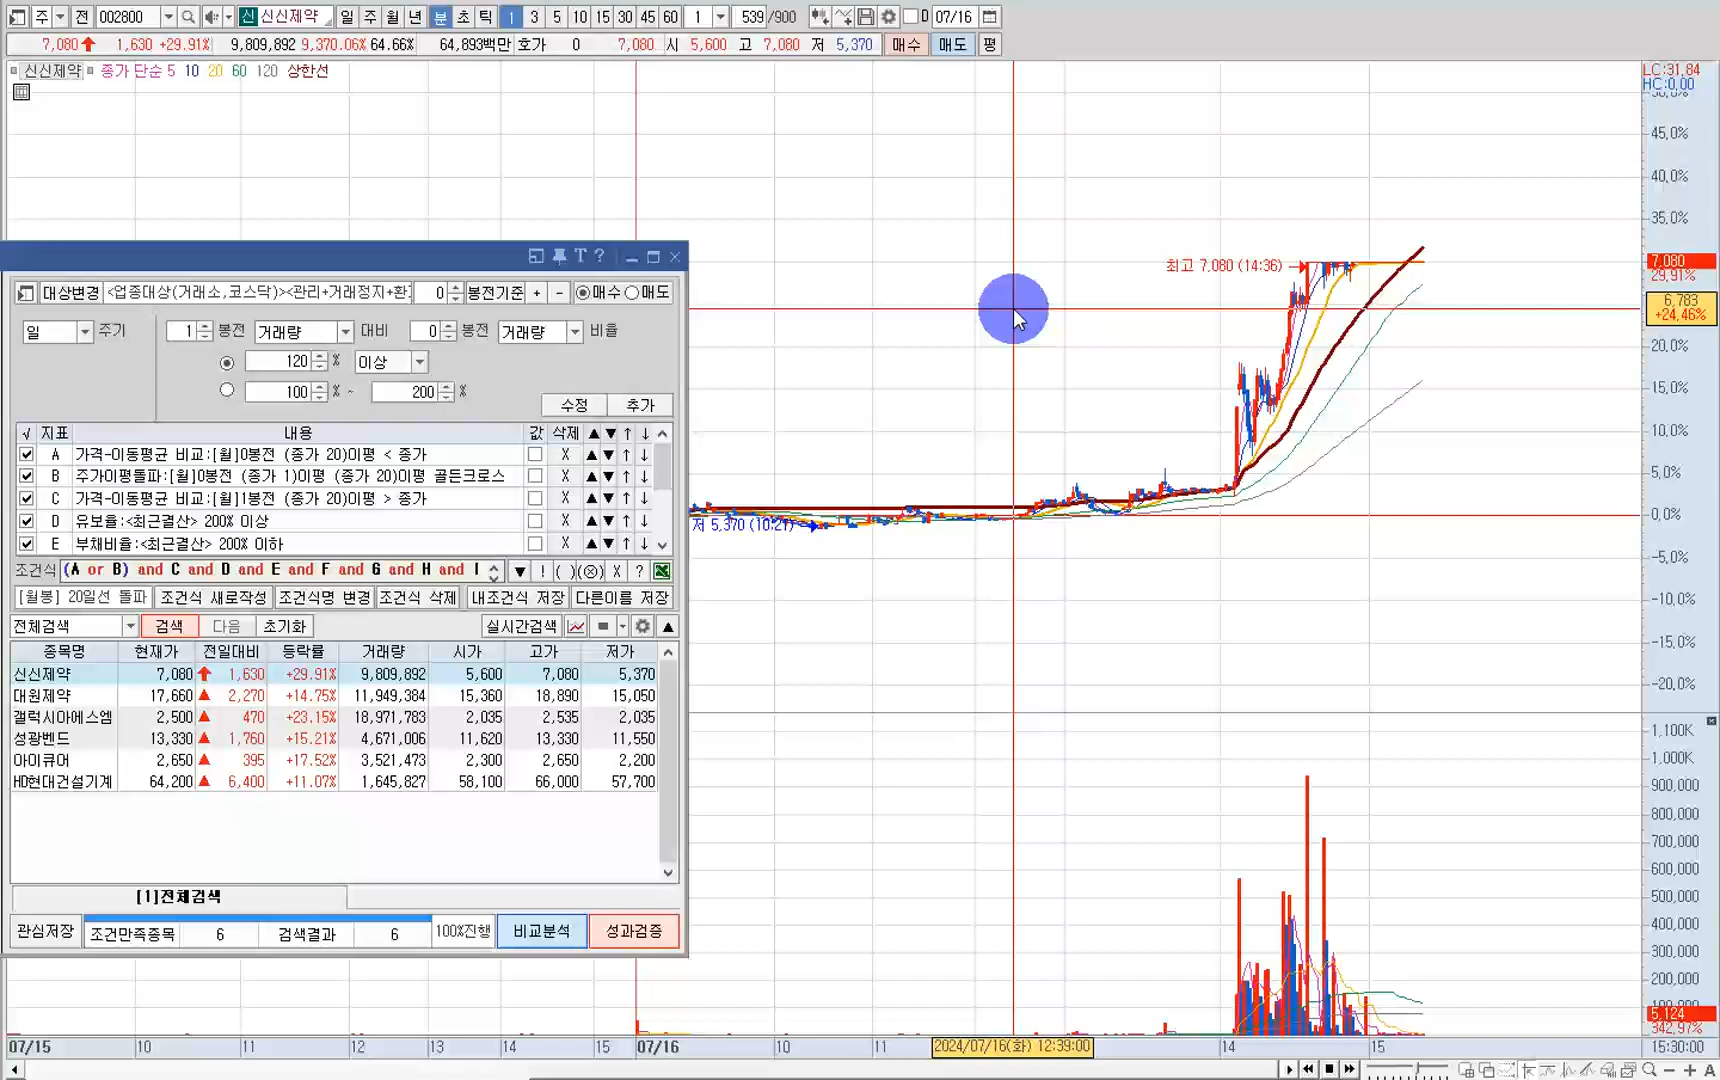 주 전 002800 신 신신제약 일 주 월 년 분 초 틱 1 3 5 10 15 30 45 60 1 539 /900 D 07/16
7,080 1,630 +29.91% 9,809,892 9,370.06% 64.66% 64,893백만 호가 0 7,080 시 5,600 고 7,080 저 5,370 매수 매도 평
신신제약 종가 단순 5 10 20 60 120 상한선
LC:31.84
HC:0.00
50.0%
45.0%
40.0%
35.0%
7,080
29.91%
6,783
+24.46%
20.0%
15.0%
10.0%
5.0%
0.0%
-5.0%
-10.0%
-15.0%
-20.0%
최고 7,080 (14:36)
저 5,370 (10:21)
T ?
대상변경 <업종대상(거래소,코스닥)><관리+거래정지+환 0 봉전기준 + - 매수 매도
일 주기 1 봉전 거래량 대비 0 봉전 거래량 비율
120 % 이상
100 % ~ 200 %
수정 추가
√ 지표 내용 값 삭제 ▲ ▼ ↑ ↓
A 가격-이동평균 비교:[월]0봉전 (종가 20)이평 < 종가 X ▲ ▼ ↑ ↓
B 주가이평돌파:[월]0봉전 (종가 1)이평 (종가 20)이평 골든크로스 X ▲ ▼ ↑ ↓
C 가격-이동평균 비교:[월]1봉전 (종가 20)이평 > 종가 X ▲ ▼ ↑ ↓
D 유보율:<최근결산> 200% 이상 X ▲ ▼ ↑ ↓
E 부채비율:<최근결산> 200% 이하 X ▲ ▼ ↑ ↓
조건식 (A or B) and C and D and E and F and G and H and I ▼ ! ( ) (⊗) X ?
[월봉] 20일선 돌파 조건식 새로작성 조건식명 변경 조건식 삭제 내조건식 저장 다른이름 저장
전체검색 검색 다음 초기화 실시간검색
종목명 현재가 전일대비 등락률 거래량 시가 고가 저가
신신제약 7,080 1,630 +29.91% 9,809,892 5,600 7,080 5,370
대원제약 17,660 ▲ 2,270 +14.75% 11,949,384 15,360 18,890 15,050
갤럭시아에스엠 2,500 ▲ 470 +23.15% 18,971,783 2,035 2,535 2,035
성광벤드 13,330 ▲ 1,760 +15.21% 4,671,006 11,620 13,330 11,550
아이큐어 2,650 ▲ 395 +17.52% 3,521,473 2,300 2,650 2,200
HD현대건설기계 64,200 ▲ 6,400 +11.07% 1,645,827 58,100 66,000 57,700
[1]전체검색
관심저장 조건만족종목 6 검색결과 6 100%진행 비교분석 성과검증
1,100K
1,000K
900,000
800,000
700,000
600,000
500,000
400,000
300,000
200,000
5,124
342.97%
07/15 10 11 12 13 14 15 07/16 10 11 2024/07/16(화) 12:39:00 14 15 15:30:00
A